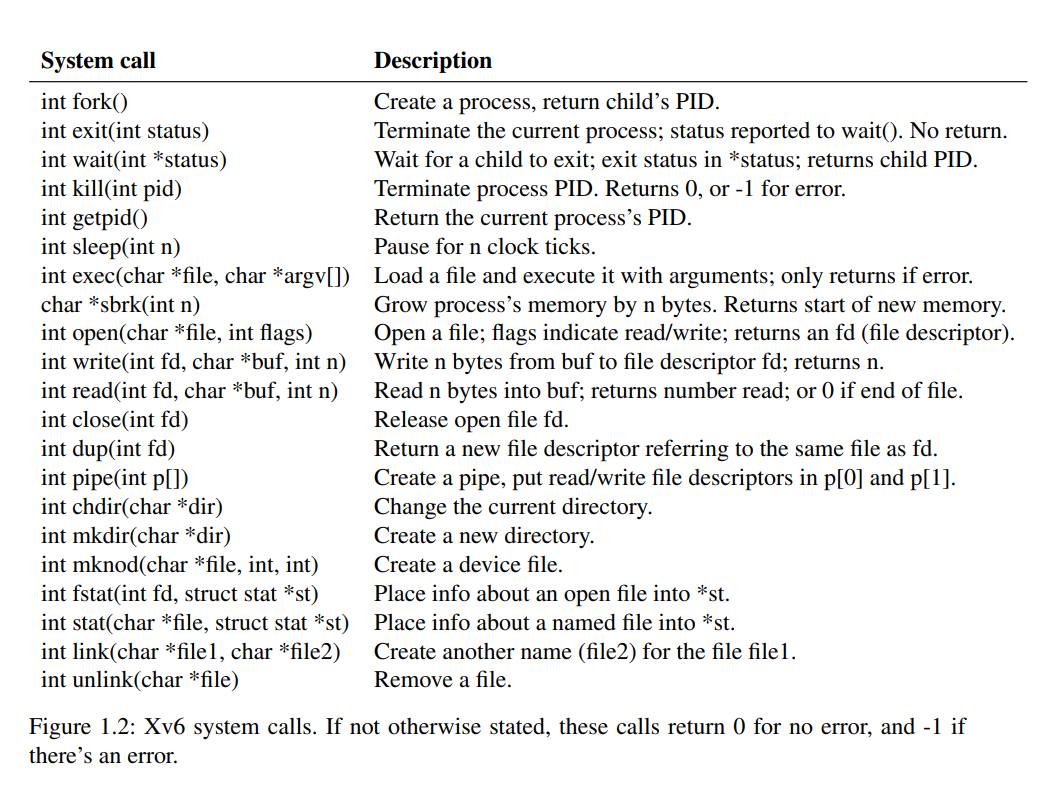 System call Description
int fork() Create a process, return child’s PID.
int exit(int status) Terminate the current process; status reported to wait(). No return.
int wait(int *status) Wait for a child to exit; exit status in *status; returns child PID.
int kill(int pid) Terminate process PID. Returns 0, or -1 for error.
int getpid() Return the current process’s PID.
int sleep(int n) Pause for n clock ticks.
int exec(char *file, char *argv[]) Load a file and execute it with arguments; only returns if error.
char *sbrk(int n) Grow process’s memory by n bytes. Returns start of new memory.
int open(char *file, int flags) Open a file; flags indicate read/write; returns an fd (file descriptor).
int write(int fd, char *buf, int n) Write n bytes from buf to file descriptor fd; returns n.
int read(int fd, char *buf, int n) Read n bytes into buf; returns number read; or 0 if end of file.
int close(int fd) Release open file fd.
int dup(int fd) Return a new file descriptor referring to the same file as fd.
int pipe(int p[]) Create a pipe, put read/write file descriptors in p[0] and p[1].
int chdir(char *dir) Change the current directory.
int mkdir(char *dir) Create a new directory.
int mknod(char *file, int, int) Create a device file.
int fstat(int fd, struct stat *st) Place info about an open file into *st.
int stat(char *file, struct stat *st) Place info about a named file into *st.
int link(char *file1, char *file2) Create another name (file2) for the file file1.
int unlink(char *file) Remove a file.
Figure 1.2: Xv6 system calls. If not otherwise stated, these calls return 0 for no error, and -1 if
there’s an error.